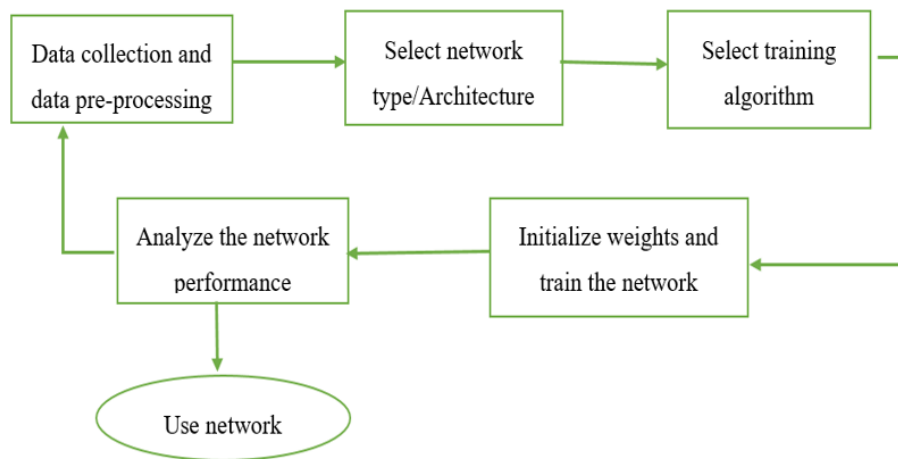 Data collection and
data pre-processing
Select network
type/Architecture
Select training
algorithm
Initialize weights and
train the network
Analyze the network
performance
Use network